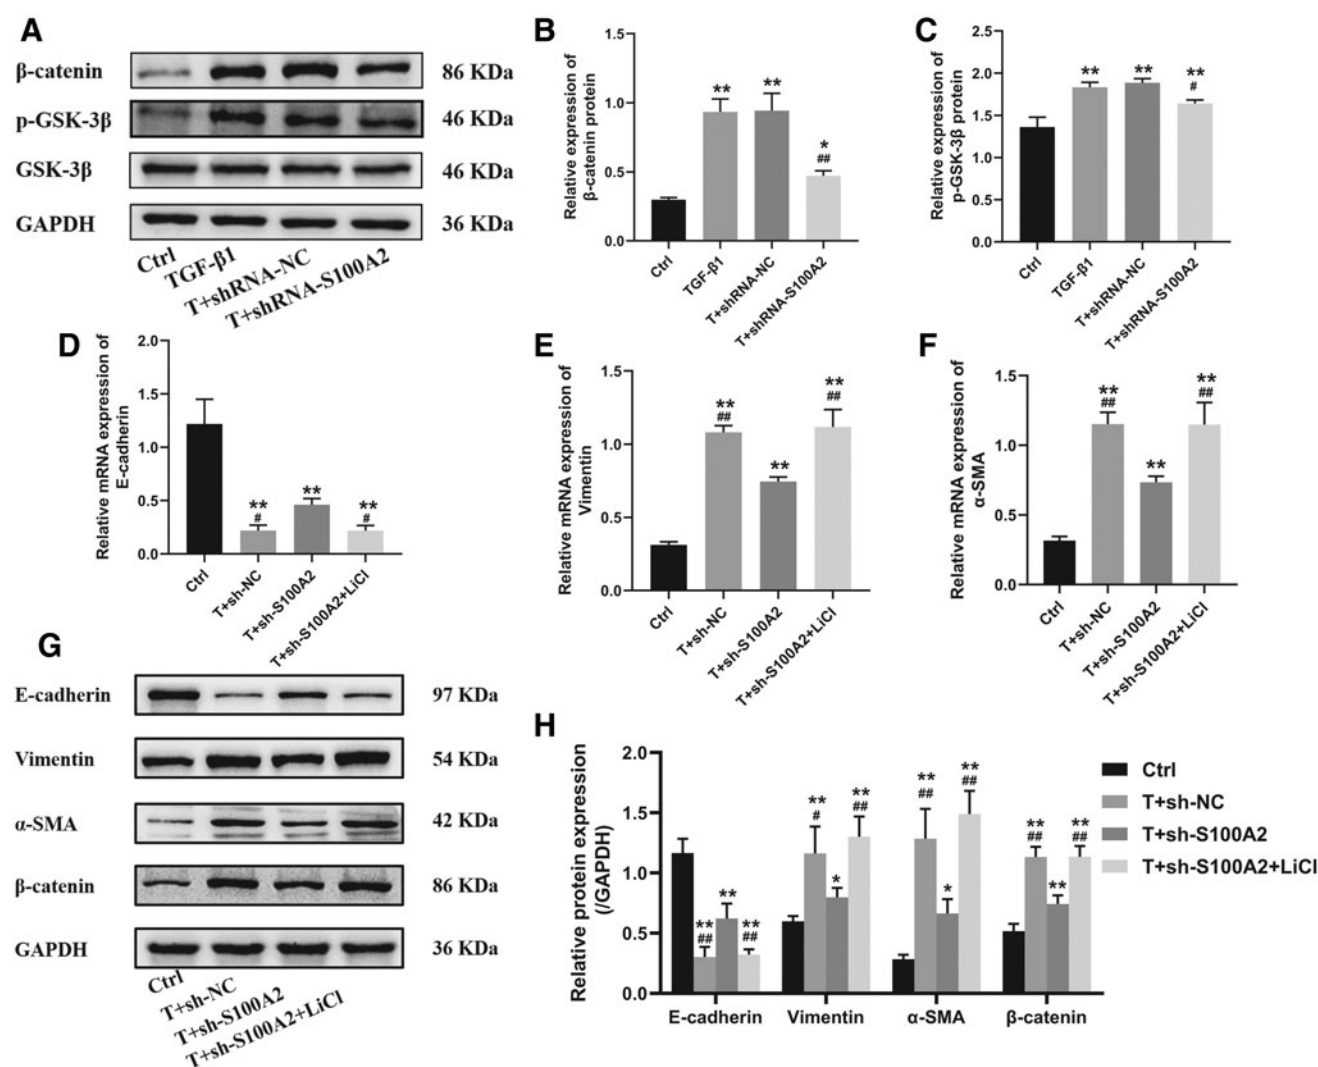 A
β-catenin
86 KDa
p-GSK-3β
46 KDa
GSK-3β
46 KDa
GAPDH
36 KDa
Ctrl
TGF-β1
T+shRNA-NC
T+shRNA-S100A2
B
Relative expression of
β-catenin protein
1.5
1.0
0.5
0.0
**
**
*
##
Ctrl
TGF-β1
T+shRNA-NC
T+shRNA-S100A2
C
Relative expression of
p-GSK-3β protein
2.5
2.0
1.5
1.0
0.0
**
**
**
#
Ctrl
TGF-β1
T+shRNA-NC
T+shRNA-S100A2
D
Relative mRNA expression of
E-cadherin
2.0
1.5
1.0
0.5
0.0
**
#
**
**
#
Ctrl
T+sh-NC
T+sh-S100A2
T+sh-S100A2+LiCl
E
Relative mRNA expression of
Vimentin
1.5
1.0
0.5
0.0
**
##
**
**
##
Ctrl
T+sh-NC
T+sh-S100A2
T+sh-S100A2+LiCl
F
Relative mRNA expression of
α-SMA
1.5
1.0
0.5
0.0
**
##
**
**
##
Ctrl
T+sh-NC
T+sh-S100A2
T+sh-S100A2+LiCl
G
E-cadherin
97 KDa
Vimentin
54 KDa
α-SMA
42 KDa
β-catenin
86 KDa
GAPDH
36 KDa
Ctrl
T+sh-NC
T+sh-S100A2
T+sh-S100A2+LiCl
H
Relative protein expression
(/GAPDH)
2.0
1.5
1.0
0.5
0.0
**
##
**
**
##
**
#
*
**
##
**
##
*
**
##
**
##
**
**
##
E-cadherin
Vimentin
α-SMA
β-catenin
Ctrl
T+sh-NC
T+sh-S100A2
T+sh-S100A2+LiCl